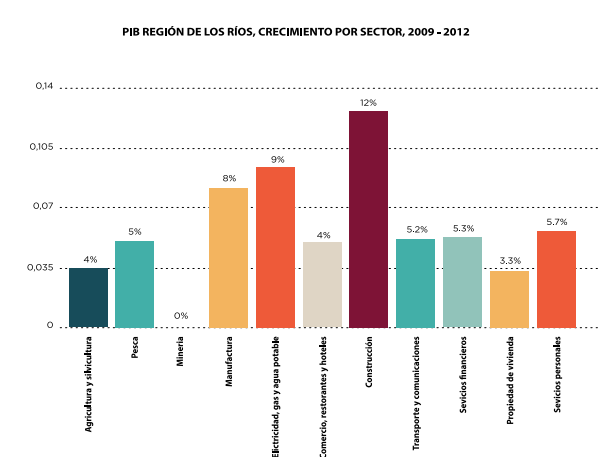 PIB REGIÓN DE LOS RÍOS, CRECIMIENTO POR SECTOR, 2009 - 2012
0,14
0,105
0,07
0,035
0
4%
5%
0%
8%
9%
4%
12%
5.2%
5.3%
3.3%
5.7%
Agricultura y silvicultura
Pesca
Mineria
Manufactura
Elictricidad, gas y agua potable
Comercio, restorantes y hoteles
Construcción
Transporte y comunicaciones
Sevicios financieros
Propiedad de vivienda
Sevicios personales